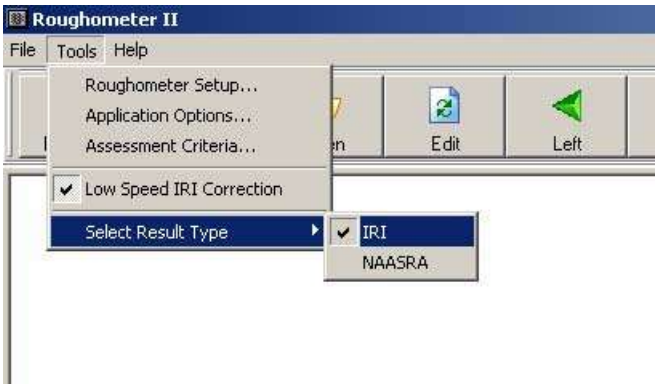 Roughometer II
File Tools Help
Roughometer Setup...
Application Options...
Assessment Criteria...
Edit
Left
Low Speed IRI Correction
Select Result Type
IRI
NAASRA